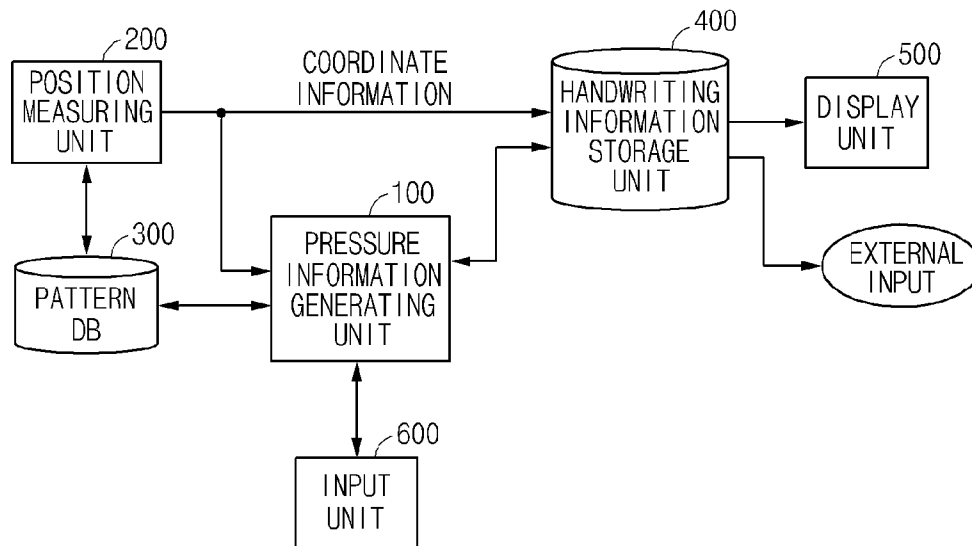 200
POSITION
MEASURING
UNIT
COORDINATE
INFORMATION
400
HANDWRITING
INFORMATION
STORAGE
UNIT
500
DISPLAY
UNIT
300
PATTERN
DB
100
PRESSURE
INFORMATION
GENERATING
UNIT
EXTERNAL
INPUT
600
INPUT
UNIT